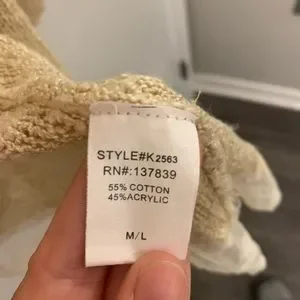 STYLE#K2563
RN#:137839
55% COTTON
45%ACRYLIC
M/L